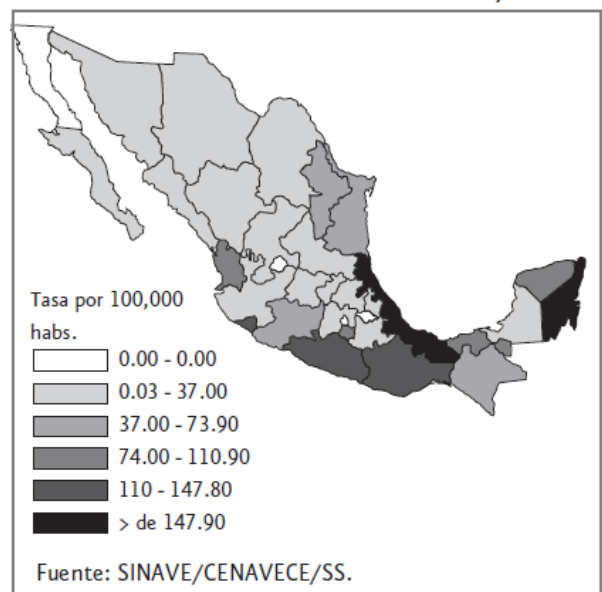 Tasa por 100,000
habs.
0.00 - 0.00
0.03 - 37.00
37.00 - 73.90
74.00 - 110.90
110 - 147.80
> de 147.90
Fuente: SINAVE/CENAVECE/SS.